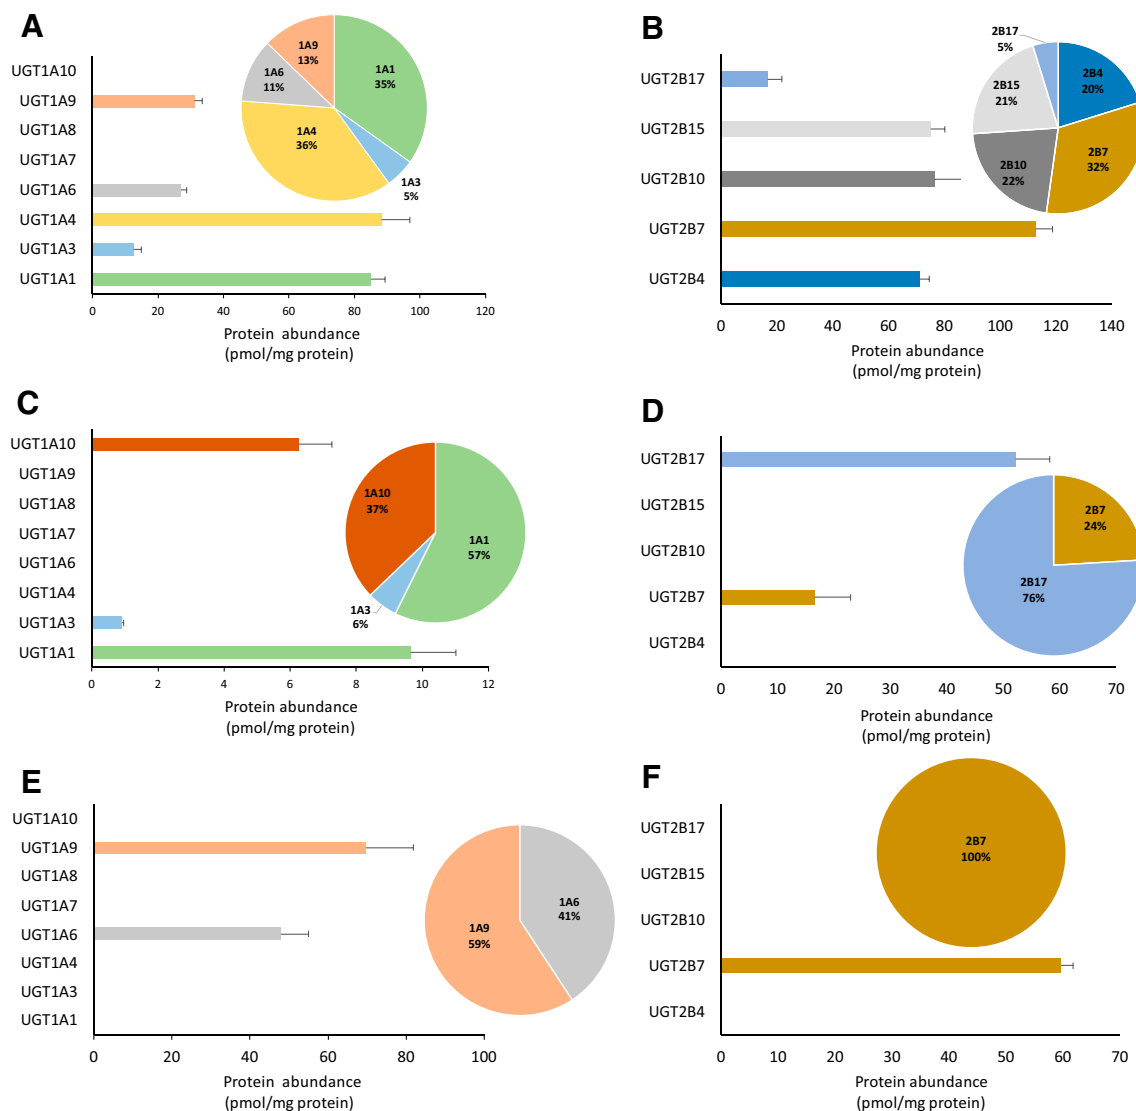 A
UGT1A10
UGT1A9
UGT1A8
UGT1A7
UGT1A6
UGT1A4
UGT1A3
UGT1A1
0 20 40 60 80 100 120
Protein abundance
(pmol/mg protein)
1A9
13%
1A1
35%
1A6
11%
1A4
36%
1A3
5%
B
UGT2B17
UGT2B15
UGT2B10
UGT2B7
UGT2B4
0 20 40 60 80 100 120 140
Protein abundance
(pmol/mg protein)
2B17
5%
2B4
20%
2B15
21%
2B7
32%
2B10
22%
C
UGT1A10
UGT1A9
UGT1A8
UGT1A7
UGT1A6
UGT1A4
UGT1A3
UGT1A1
0 2 4 6 8 10 12
Protein abundance
(pmol/mg protein)
1A10
37%
1A1
57%
1A3
6%
D
UGT2B17
UGT2B15
UGT2B10
UGT2B7
UGT2B4
0 10 20 30 40 50 60 70
Protein abundance
(pmol/mg protein)
2B7
24%
2B17
76%
E
UGT1A10
UGT1A9
UGT1A8
UGT1A7
UGT1A6
UGT1A4
UGT1A3
UGT1A1
0 20 40 60 80 100
Protein abundance
(pmol/mg protein)
1A6
41%
1A9
59%
F
UGT2B17
UGT2B15
UGT2B10
UGT2B7
UGT2B4
0 10 20 30 40 50 60 70
Protein abundance
(pmol/mg protein)
2B7
100%